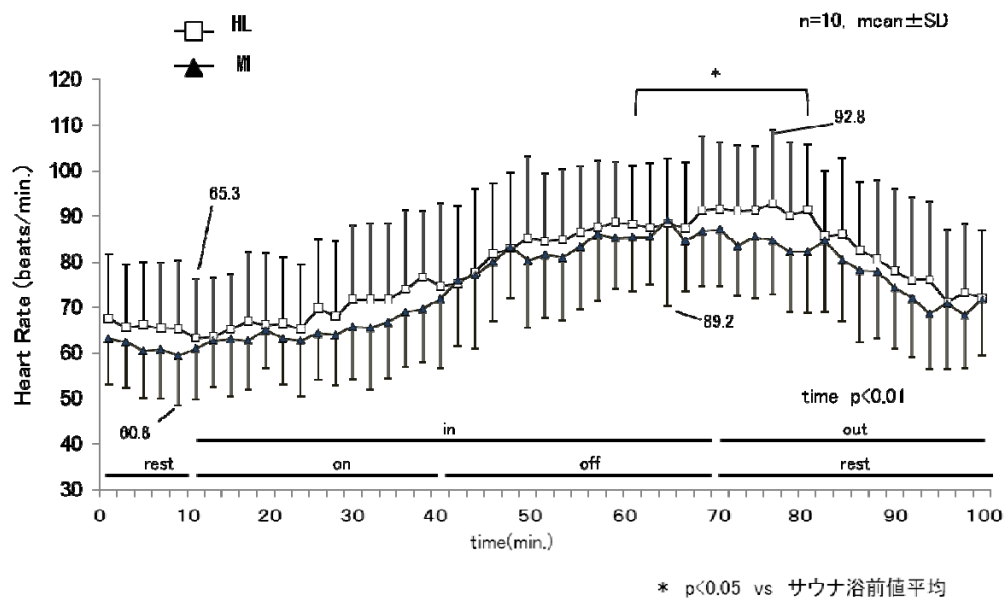 n=10, mean±SD
HL
MI
*
120
110
100
90
80
70
60
50
40
30
Heart Rate (beats/min.)
65.3
92.8
89.2
60.8
time p<0.01
in
out
rest
on
off
rest
0
10
20
30
40
50
60
70
80
90
100
time(min.)
* p<0.05 vs サウナ浴前値平均